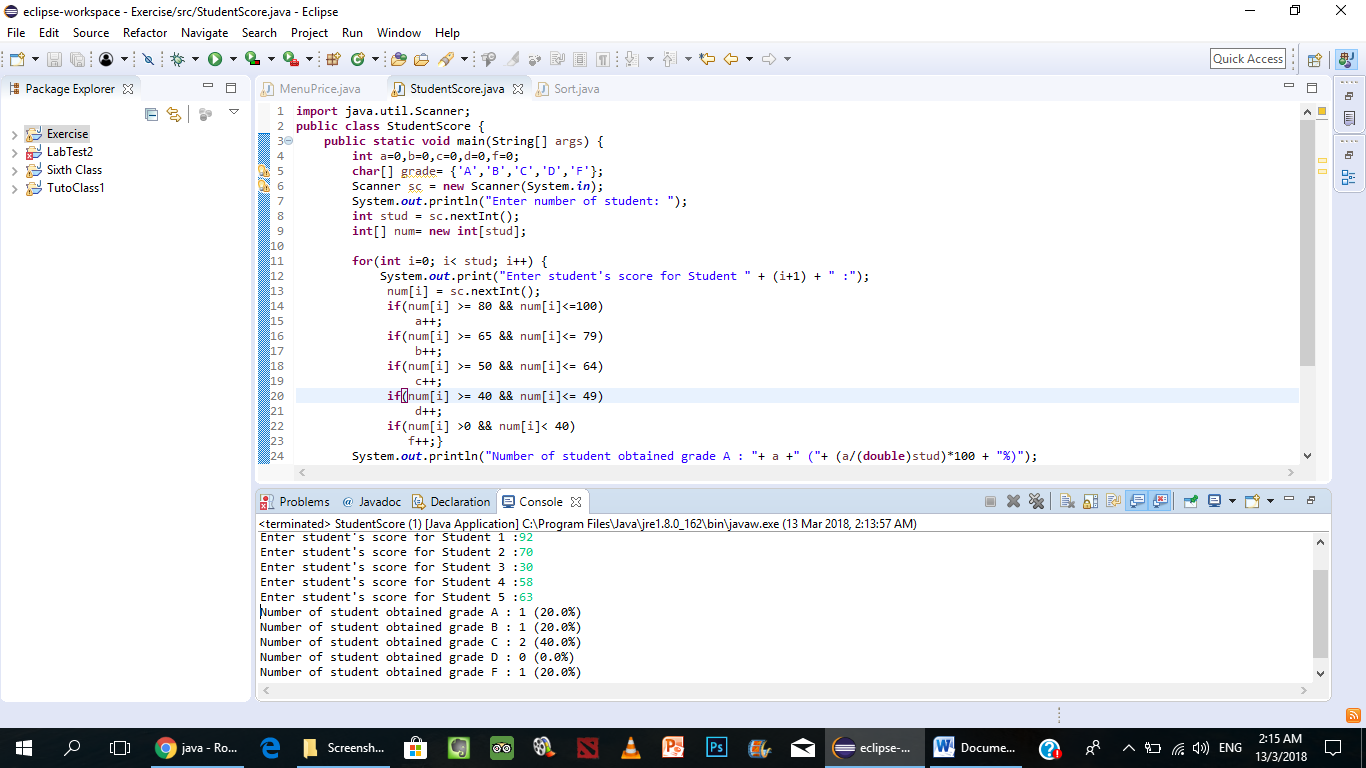 eclipse-workspace - Exercise/src/StudentScore.java - Eclipse
File Edit Source Refactor Navigate Search Project Run Window Help
Quick Access
Package Explorer
MenuPrice.java StudentScore.java Sort.java
Exercise
LabTest2
Sixth Class
TutoClass1
1 import java.util.Scanner;
2 public class StudentScore {
3 public static void main(String[] args) {
4 int a=0,b=0,c=0,d=0,f=0;
5 char[] grade= {'A','B','C','D','F'};
6 Scanner sc = new Scanner(System.in);
7 System.out.println("Enter number of student: ");
8 int stud = sc.nextInt();
9 int[] num= new int[stud];
10
11 for(int i=0; i< stud; i++) {
12 System.out.print("Enter student's score for Student " + (i+1) + " :");
13 num[i] = sc.nextInt();
14 if(num[i] >= 80 && num[i]<=100)
15 a++;
16 if(num[i] >= 65 && num[i]<= 79)
17 b++;
18 if(num[i] >= 50 && num[i]<= 64)
19 c++;
20 if(num[i] >= 40 && num[i]<= 49)
21 d++;
22 if(num[i] >0 && num[i]< 40)
23 f++;}
24 System.out.println("Number of student obtained grade A : "+ a +" ("+ (a/(double)stud)*100 + "%)");
Problems Javadoc Declaration Console
<terminated> StudentScore (1) [Java Application] C:\Program Files\Java\jre1.8.0_162\bin\javaw.exe (13 Mar 2018, 2:13:57 AM)
Enter student's score for Student 1 :92
Enter student's score for Student 2 :70
Enter student's score for Student 3 :30
Enter student's score for Student 4 :58
Enter student's score for Student 5 :63
Number of student obtained grade A : 1 (20.0%)
Number of student obtained grade B : 1 (20.0%)
Number of student obtained grade C : 2 (40.0%)
Number of student obtained grade D : 0 (0.0%)
Number of student obtained grade F : 1 (20.0%)
java - Ro... Screensh... eclipse-... Docume... ENG 2:15 AM
13/3/2018